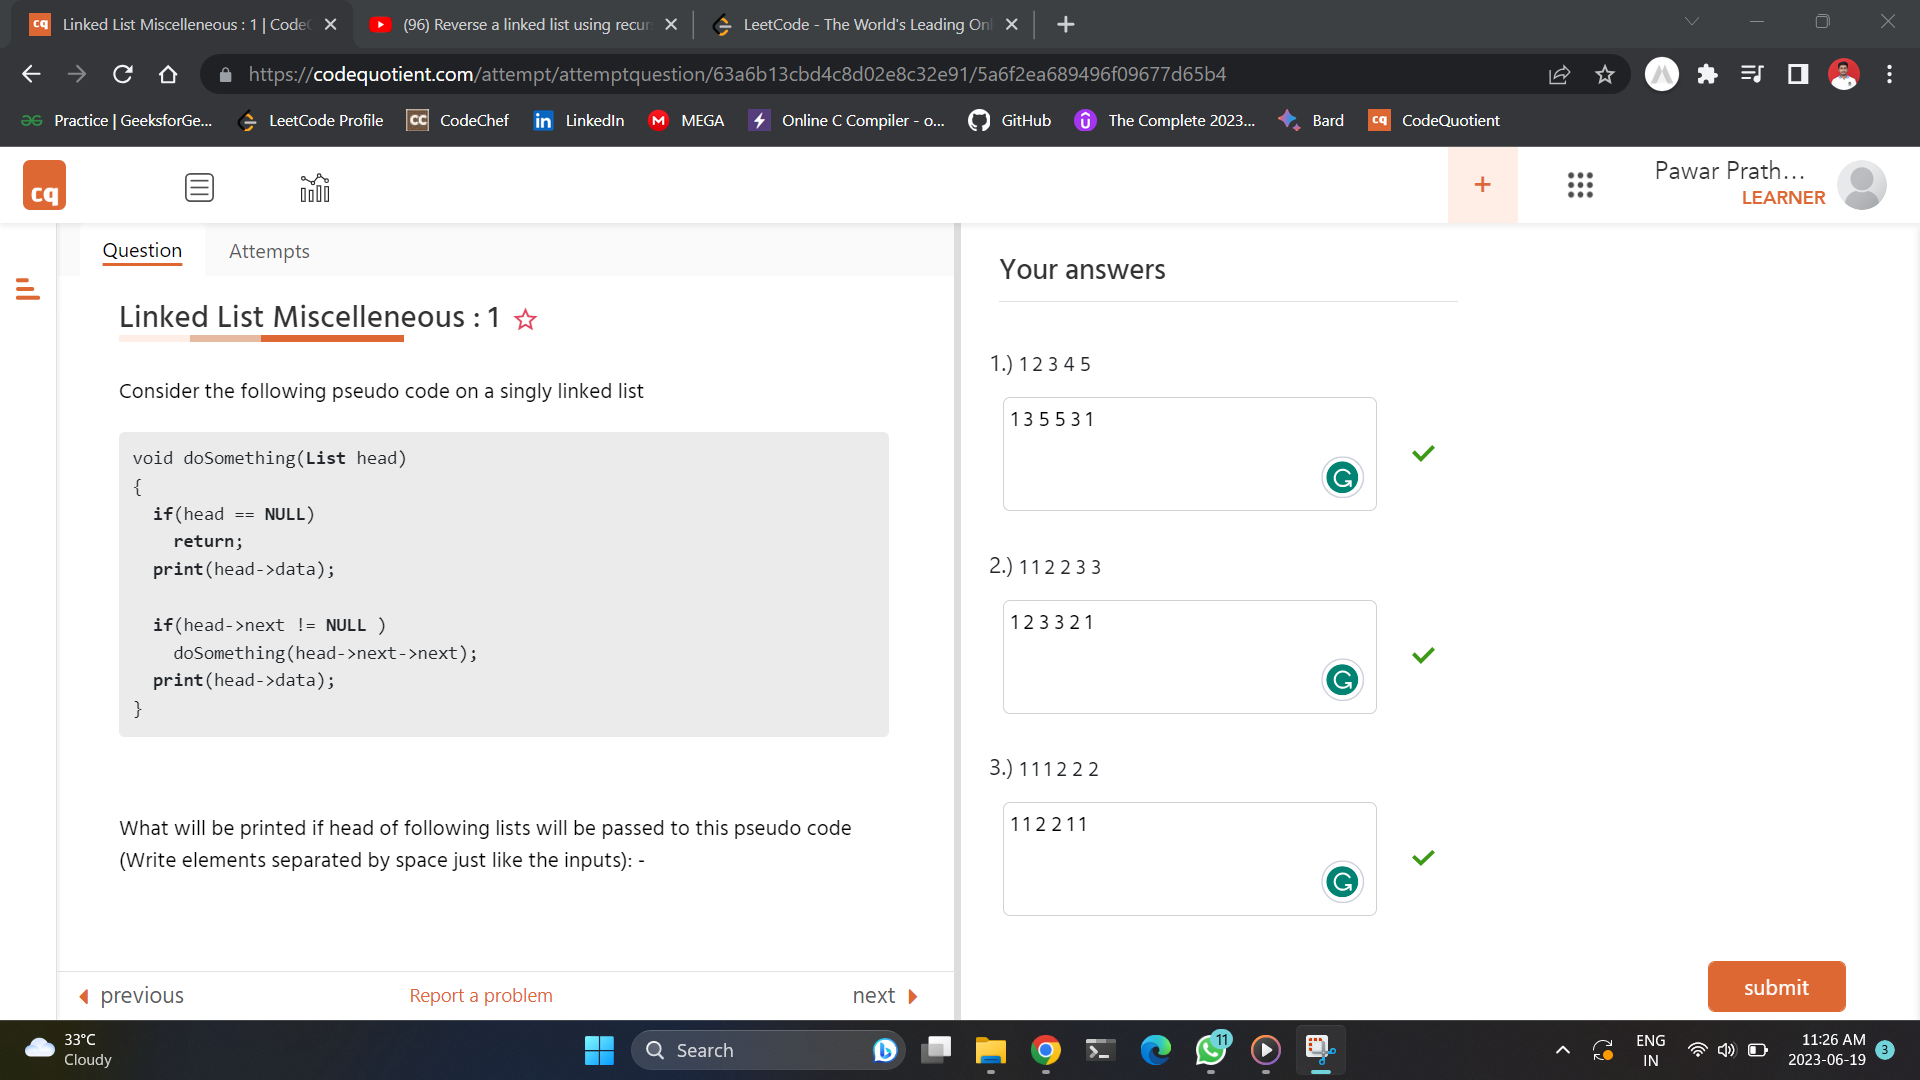 Linked List Miscelleneous : 1 | Code
(96) Reverse a linked list using recur
LeetCode - The World's Leading Onl
https://codequotient.com/attempt/attemptquestion/63a6b13cbd4c8d02e8c32e91/5a6f2ea689496f09677d65b4
Practice | GeeksforGe...
LeetCode Profile
CC CodeChef
in LinkedIn
M MEGA
Online C Compiler - o...
GitHub
The Complete 2023...
Bard
cq CodeQuotient
cq
+
Pawar Prath...
LEARNER
Question
Attempts
Linked List Miscelleneous : 1
Consider the following pseudo code on a singly linked list
void doSomething(List head)
{
if(head == NULL)
return;
print(head->data);
if(head->next != NULL )
doSomething(head->next->next);
print(head->data);
}
What will be printed if head of following lists will be passed to this pseudo code
(Write elements separated by space just like the inputs): -
previous
Report a problem
next
Your answers
1.) 1 2 3 4 5
1 3 5 5 3 1
2.) 1 1 2 2 3 3
1 2 3 3 2 1
3.) 1 1 1 2 2 2
1 1 2 2 1 1
submit
33°C
Cloudy
Search
11
ENG
IN
11:26 AM
2023-06-19
3